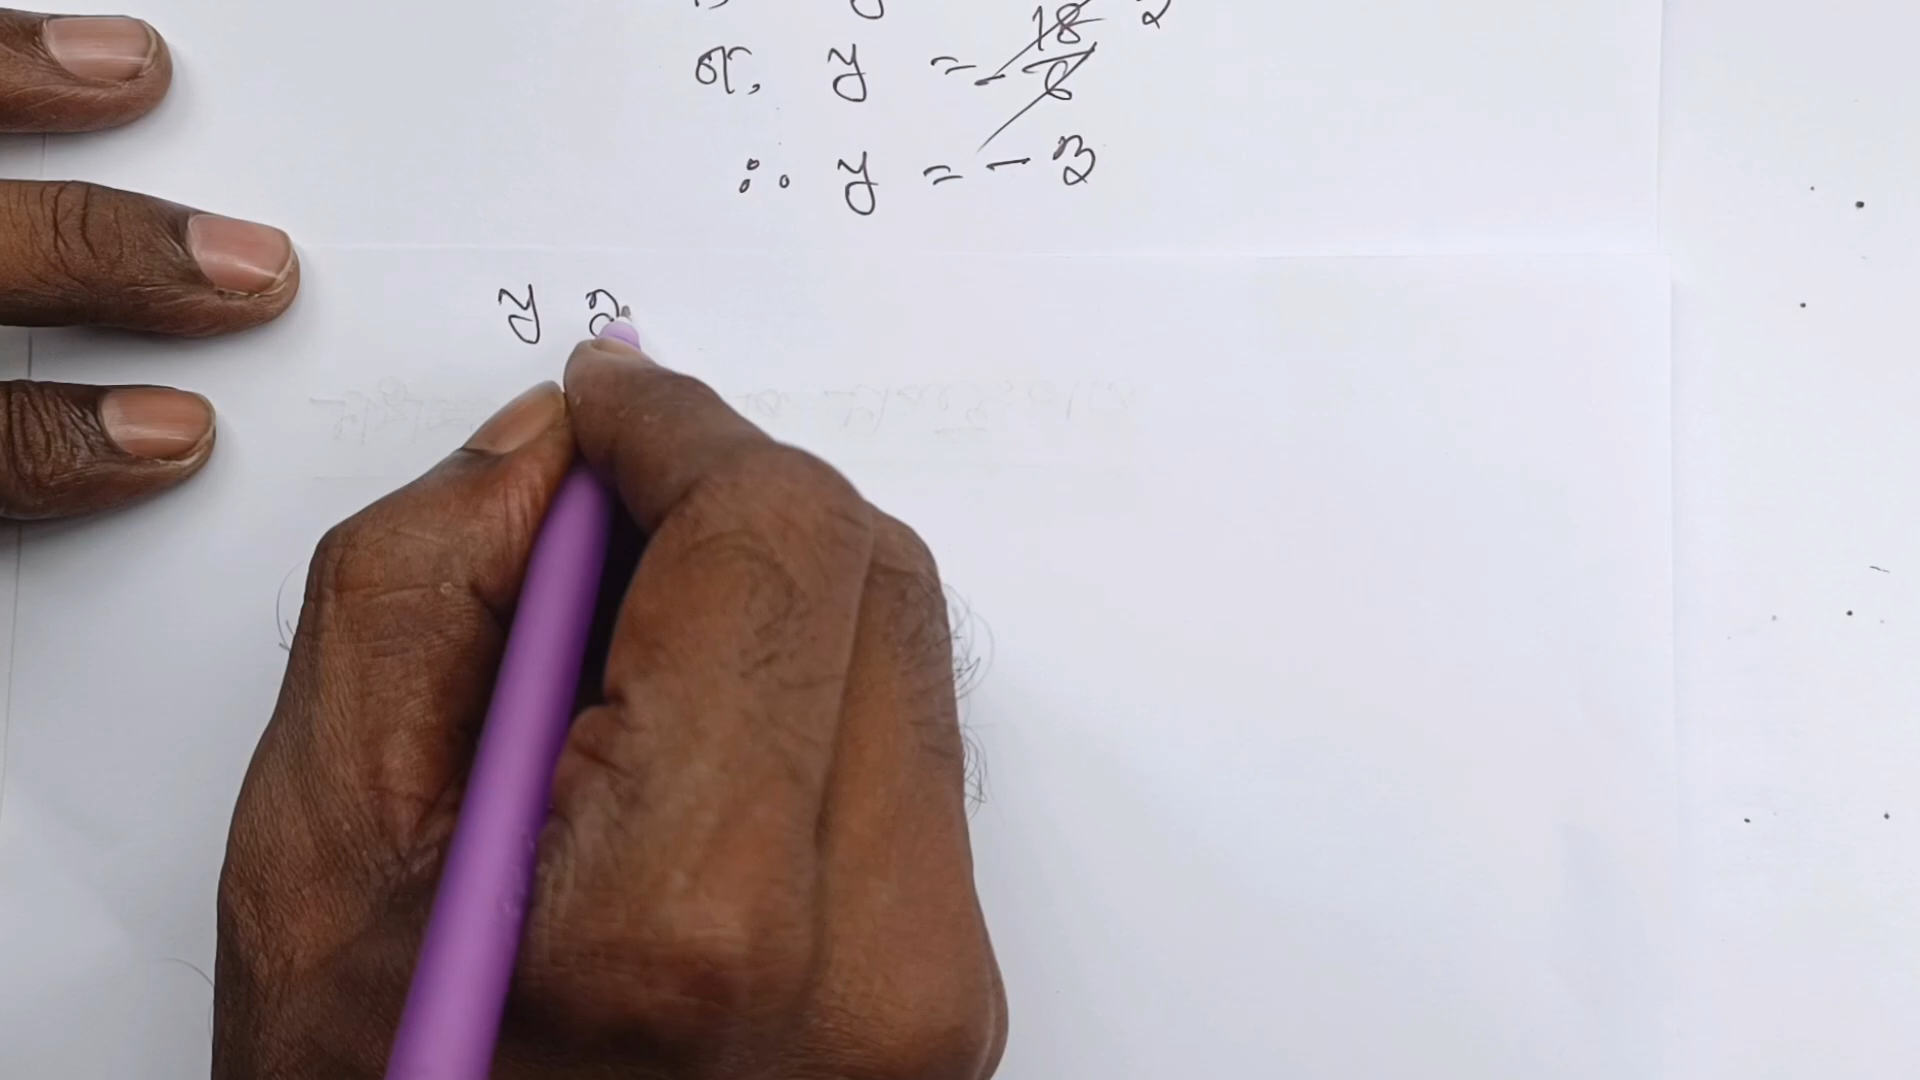 বা, y = - 18/6
∴ y = - 3
y